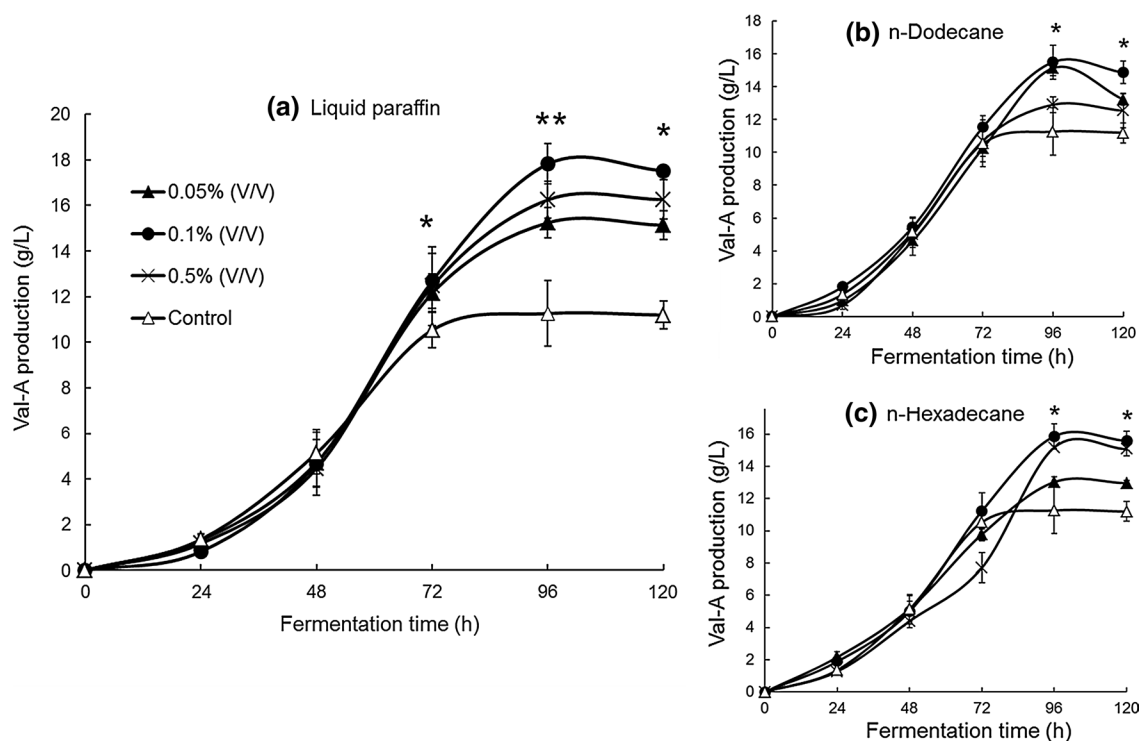 (a) Liquid paraffin
Val-A production (g/L)
20
18
16
14
12
10
8
6
4
2
0
0.05% (V/V)
0.1% (V/V)
0.5% (V/V)
Control
*
**
*
0 24 48 72 96 120
Fermentation time (h)
(b) n-Dodecane
Val-A production (g/L)
18
16
14
12
10
8
6
4
2
0
*
*
0 24 48 72 96 120
Fermentation time (h)
(c) n-Hexadecane
Val-A production (g/L)
16
14
12
10
8
6
4
2
0
*
*
0 24 48 72 96 120
Fermentation time (h)